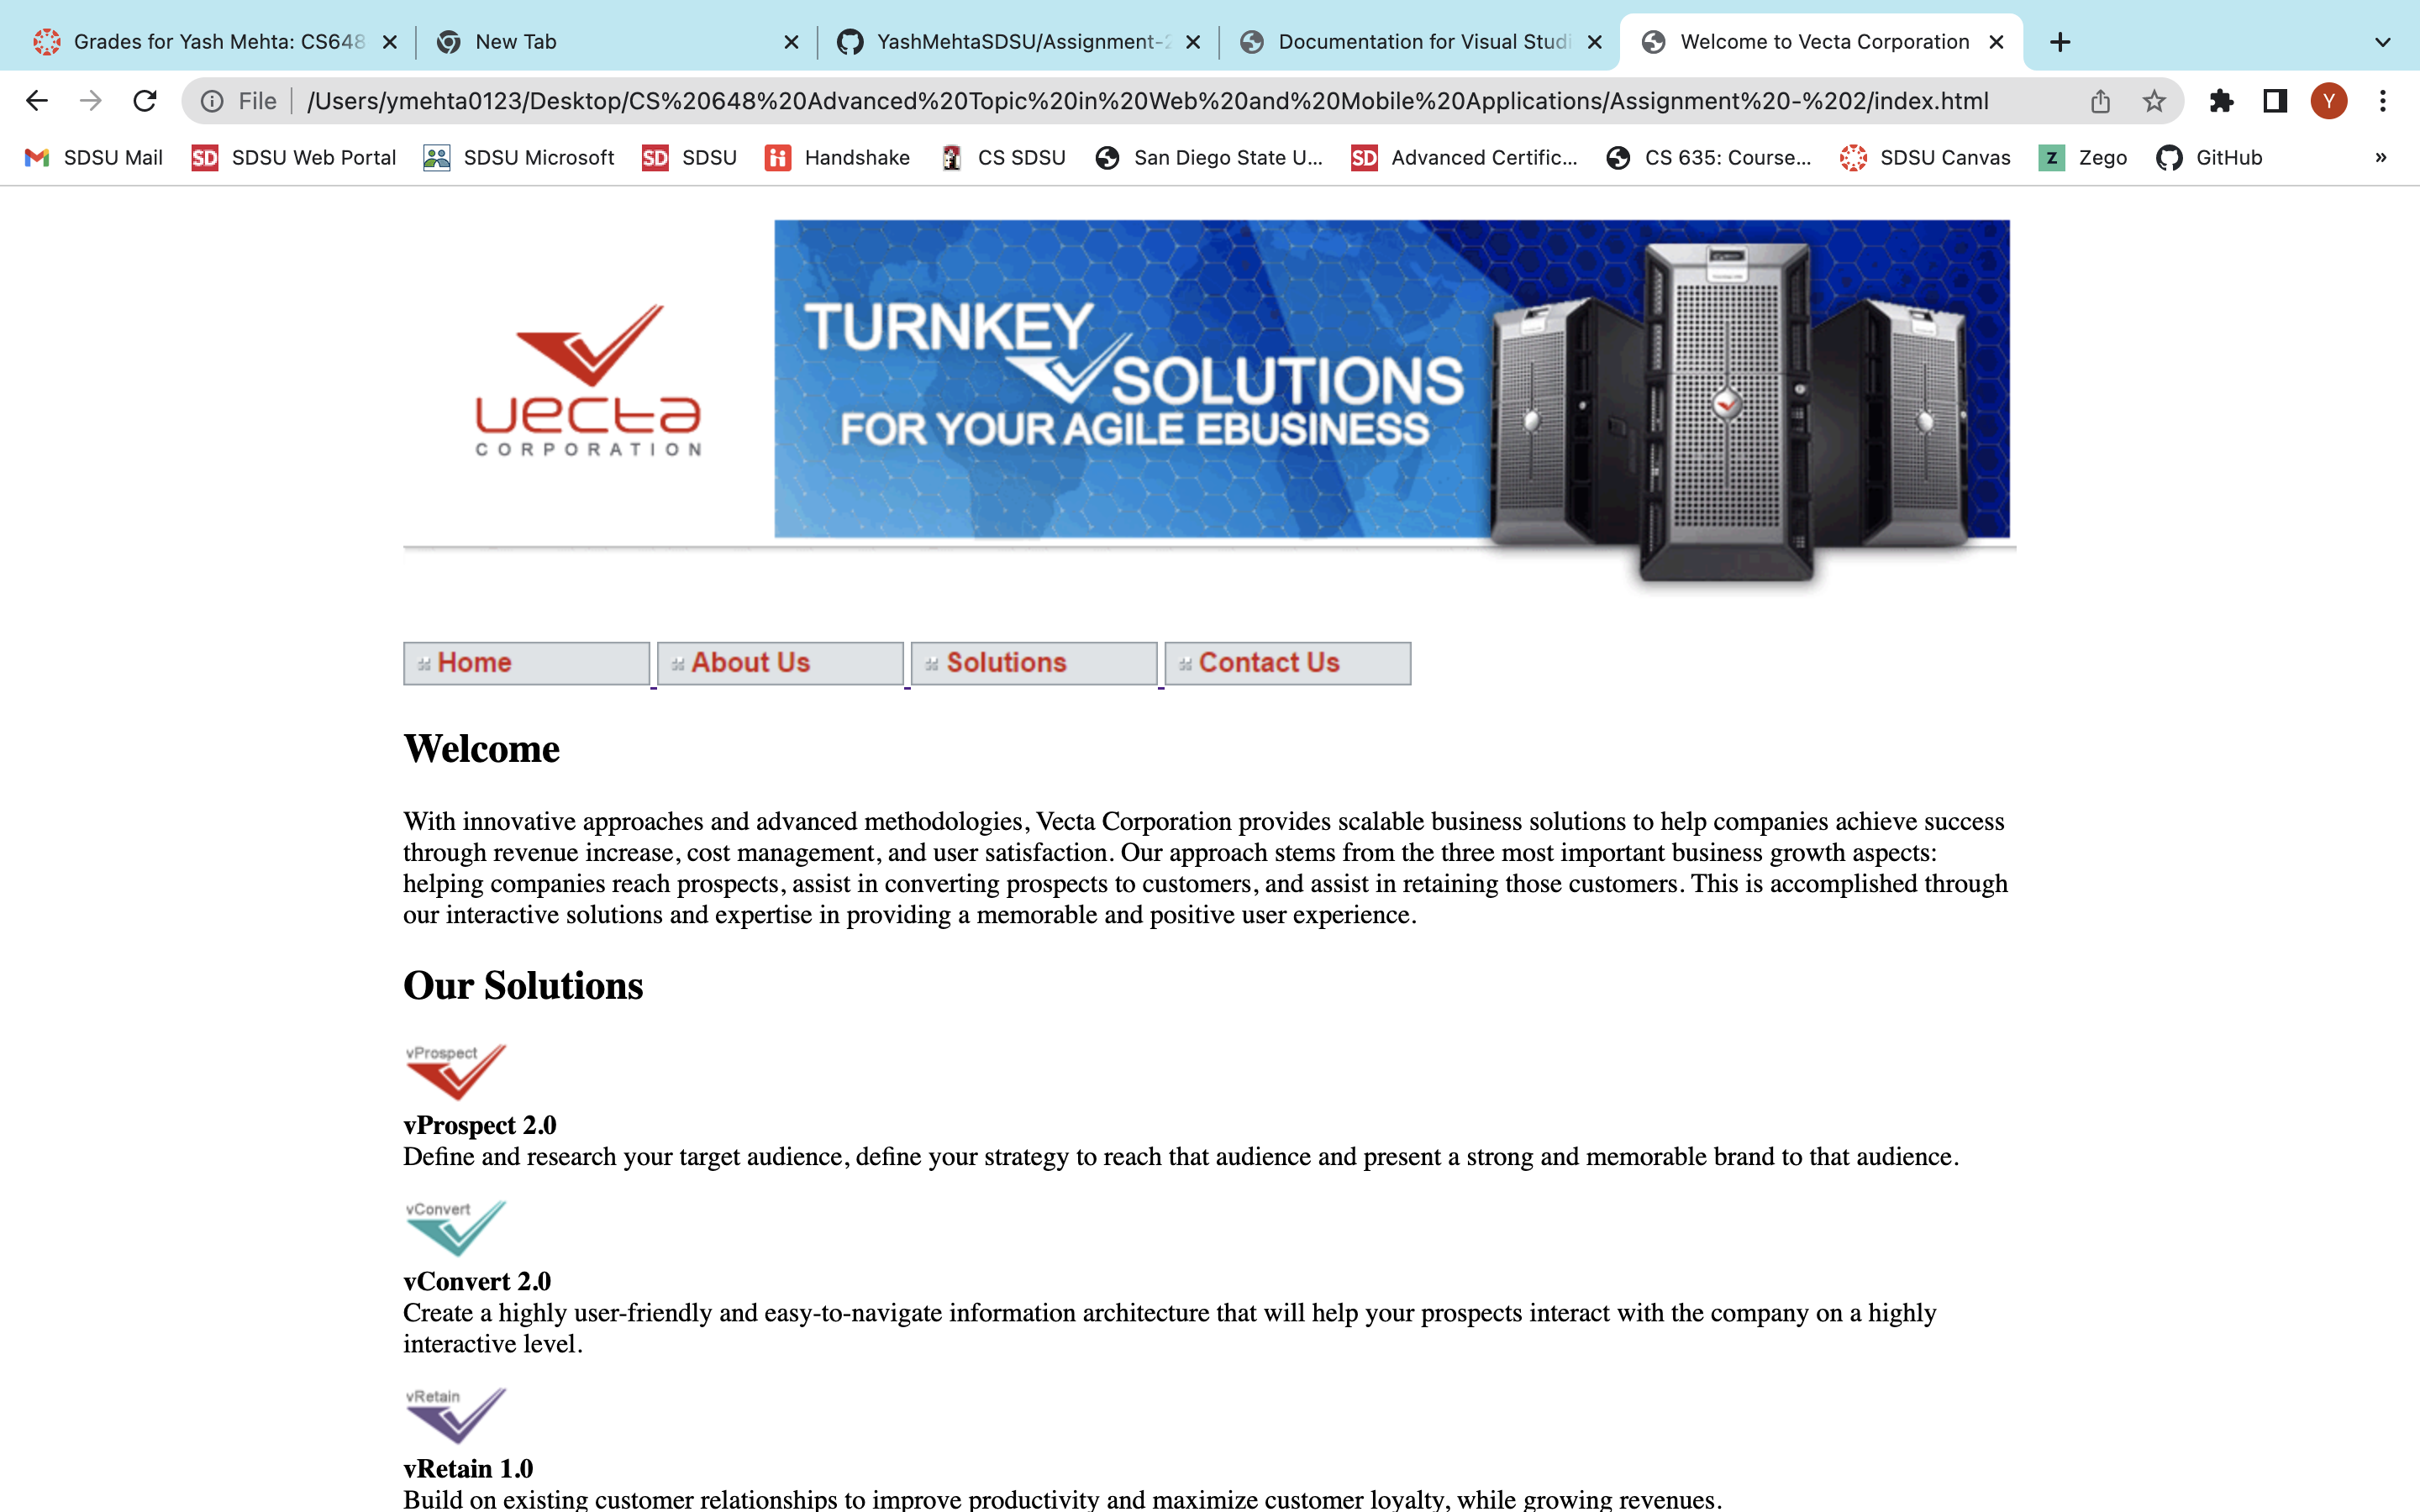 Grades for Yash Mehta: CS648
New Tab
YashMehtaSDSU/Assignment-2
Documentation for Visual Studi
Welcome to Vecta Corporation
File
/Users/ymehta0123/Desktop/CS%20648%20Advanced%20Topic%20in%20Web%20and%20Mobile%20Applications/Assignment%20-%202/index.html
Y
SDSU Mail
SD SDSU Web Portal
SDSU Microsoft
SD SDSU
Handshake
CS SDSU
San Diego State U...
SD Advanced Certific...
CS 635: Course...
SDSU Canvas
Z Zego
GitHub
»
vecta
CORPORATION
TURNKEY
SOLUTIONS
FOR YOUR AGILE EBUSINESS
Home
About Us
Solutions
Contact Us
Welcome
With innovative approaches and advanced methodologies, Vecta Corporation provides scalable business solutions to help companies achieve success
through revenue increase, cost management, and user satisfaction. Our approach stems from the three most important business growth aspects:
helping companies reach prospects, assist in converting prospects to customers, and assist in retaining those customers. This is accomplished through
our interactive solutions and expertise in providing a memorable and positive user experience.
Our Solutions
vProspect
vProspect 2.0
Define and research your target audience, define your strategy to reach that audience and present a strong and memorable brand to that audience.
vConvert
vConvert 2.0
Create a highly user-friendly and easy-to-navigate information architecture that will help your prospects interact with the company on a highly
interactive level.
vRetain
vRetain 1.0
Build on existing customer relationships to improve productivity and maximize customer loyalty, while growing revenues.